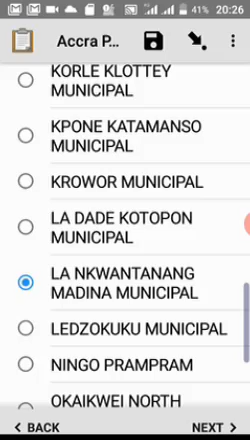 41% 20:26
Accra P...
KORLE KLOTTEY
MUNICIPAL
KPONE KATAMANSO
MUNICIPAL
KROWOR MUNICIPAL
LA DADE KOTOPON
MUNICIPAL
LA NKWANTANANG
MADINA MUNICIPAL
LEDZOKUKU MUNICIPAL
NINGO PRAMPRAM
OKAIKWEI NORTH
BACK NEXT